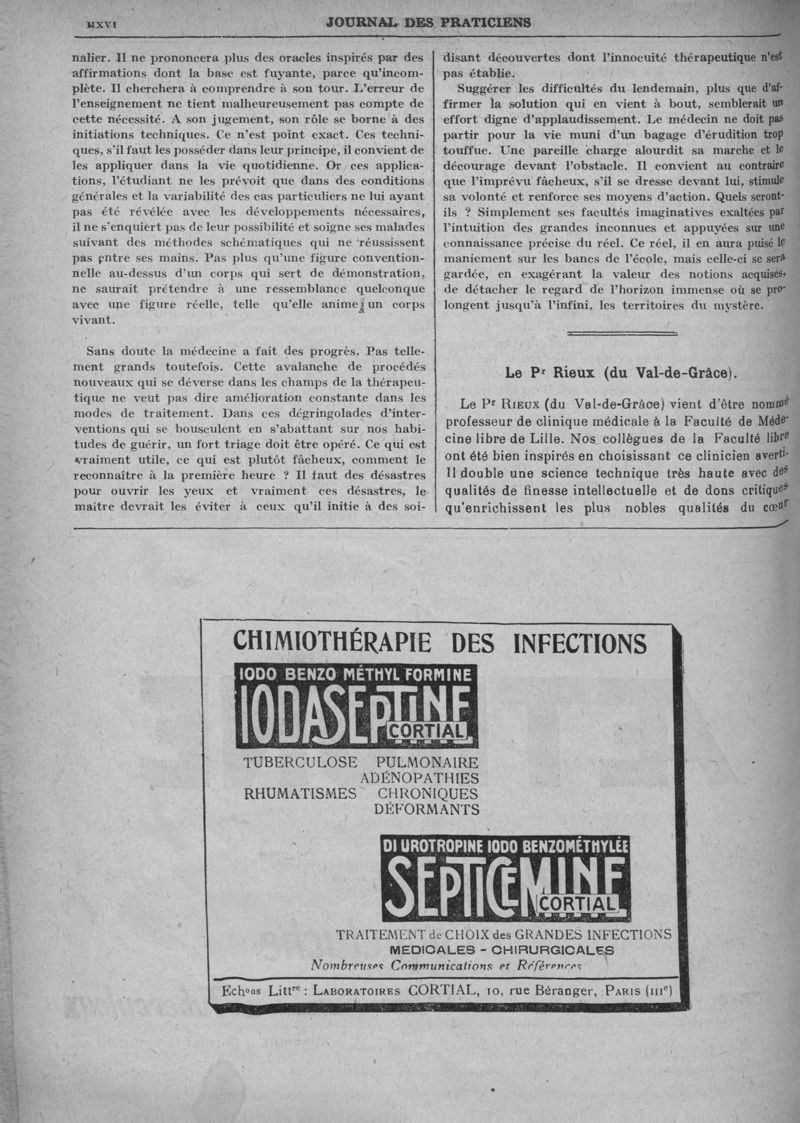 MXVI
JOURNAL DES PRATICIENS
nalier. Il ne prononcera plus des oracles inspirés par des
affirmations dont la base est fuyante, parce qu'incom-
plète. Il cherchera à comprendre à son tour. L'erreur de
l'enseignement ne tient malheureusement pas compte de
cette nécessité. A son jugement, son rôle se borne à des
initiations techniques. Ce n'est point exact. Ces techni-
ques, s'il faut les posséder dans leur principe, il convient de
les appliquer dans la vie quotidienne. Or ces applica-
tions, l'étudiant ne les prévoit que dans des conditions
générales et la variabilité des cas particuliers ne lui ayant
pas été révélée avec les développements nécessaires,
il ne s'enquiert pas de leur possibilité et soigne ses malades
suivant des méthodes schématiques qui ne réussissent
pas entre ses mains. Pas plus qu'une figure convention-
nelle au-dessus d'un corps qui sert de démonstration,
ne saurait prétendre à une ressemblance quelconque
avec une figure réelle, telle qu'elle anime un corps
vivant.
Sans doute la médecine a fait des progrès. Pas telle-
ment grands toutefois. Cette avalanche de procédés
nouveaux qui se déverse dans les champs de la thérapeu-
tique ne veut pas dire amélioration constante dans les
modes de traitement. Dans ces dégringolades d'inter-
ventions qui se bousculent en s'abattant sur nos habi-
tudes de guérir, un fort triage doit être opéré. Ce qui est
vraiment utile, ce qui est plutôt fâcheux, comment le
reconnaître à la première heure ? Il faut des désastres
pour ouvrir les yeux et vraiment ces désastres, le
maître devrait les éviter à ceux qu'il initie à des soi-
disant découvertes dont l'innocuité thérapeutique n'est
pas établie.
Suggérer les difficultés du lendemain, plus que d'af-
firmer la solution qui en vient à bout, semblerait un
effort digne d'applaudissement. Le médecin ne doit pas
partir pour la vie muni d'un bagage d'érudition trop
touffue. Une pareille charge alourdit sa marche et le
décourage devant l'obstacle. Il convient au contraire
que l'imprévu fâcheux, s'il se dresse devant lui, stimule
sa volonté et renforce ses moyens d'action. Quels seront-
ils ? Simplement ses facultés imaginatives exaltées par
l'intuition des grandes inconnues et appuyées sur une
connaissance précise du réel. Ce réel, il en aura puisé le
maniement sur les bancs de l'école, mais celle-ci se sera
gardée, en exagérant la valeur des notions acquises,
de détacher le regard de l'horizon immense où se pro-
longent jusqu'à l'infini, les territoires du mystère.
Le Pr Rieux (du Val-de-Grâce).
Le Pr RIEUX (du Val-de-Grâce) vient d'être nommé
professeur de clinique médicale à la Faculté de Méde-
cine libre de Lille. Nos collègues de la Faculté libre
ont été bien inspirés en choisissant ce clinicien averti.
Il double une science technique très haute avec des
qualités de finesse intellectuelle et de dons critiques
qu'enrichissent les plus nobles qualités du cœur
CHIMIOTHÉRAPIE DES INFECTIONS
IODO BENZO MÉTHYL FORMINE
IODASEPTINE
CORTIAL
TUBERCULOSE PULMONAIRE
ADÉNOPATHIES
RHUMATISMES CHRONIQUES
DÉFORMANTS
DI UROTROPINE IODO BENZOMÉTHYLÉE
SEPTICEMINE
CORTIAL
TRAITEMENT de CHOIX des GRANDES INFECTIONS
MEDICALES - CHIRURGICALES
Nombreuses Communications et Références
Echons Littre : LABORATOIRES CORTIAL, 10, rue Béranger, PARIS (IIIe)